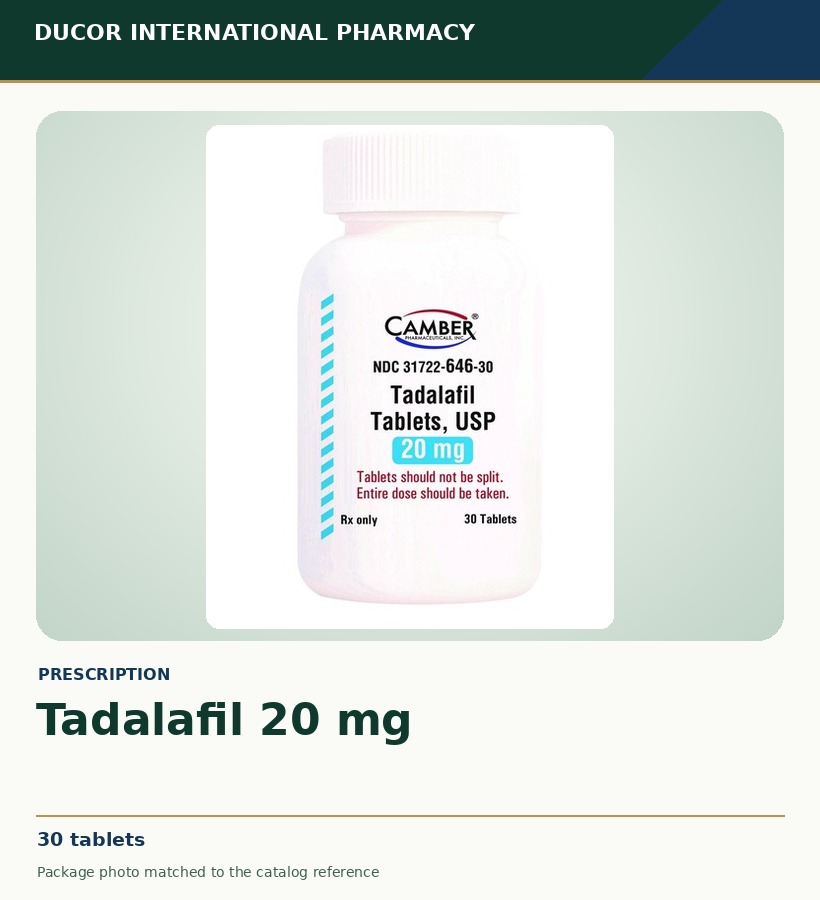 DUCOR INTERNATIONAL PHARMACY
CAMBER®
PHARMACEUTICALS, INC.
NDC 31722-646-30
Tadalafil
Tablets, USP
20 mg
Tablets should not be split.
Entire dose should be taken.
Rx only 30 Tablets
PRESCRIPTION
Tadalafil 20 mg
30 tablets
Package photo matched to the catalog reference